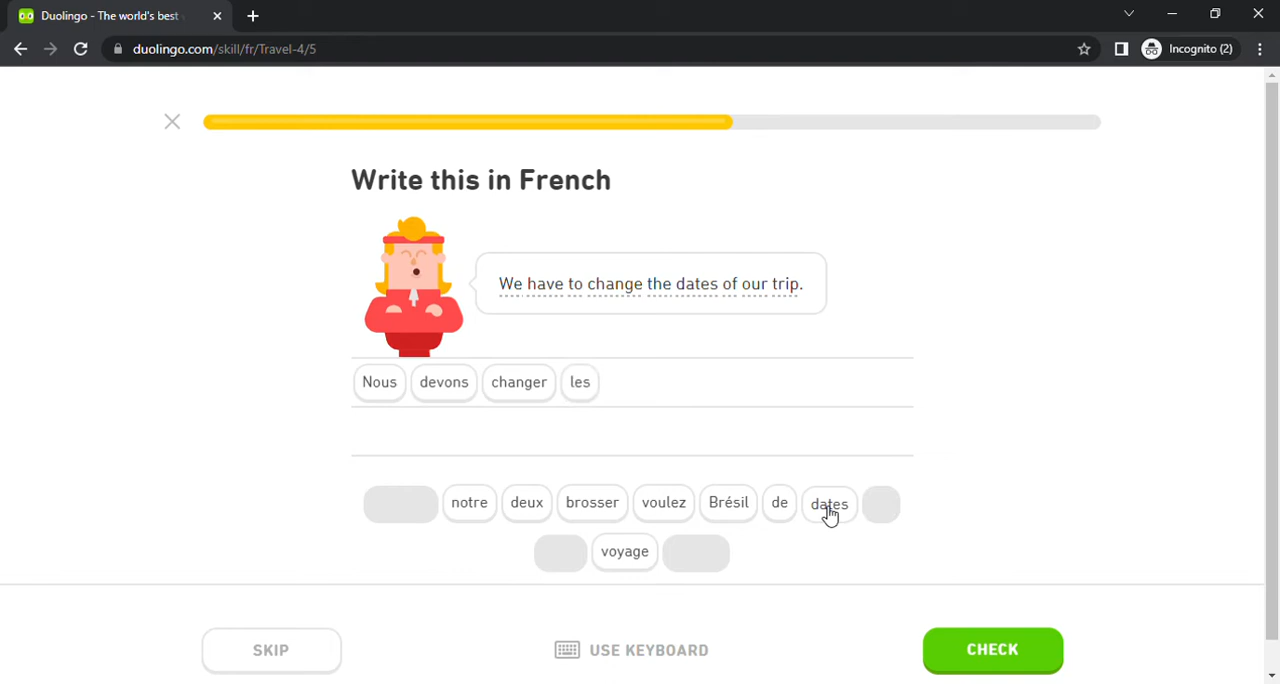 Duolingo - The world's best
duolingo.com/skill/fr/Travel-4/5
Incognito (2)
Write this in French
We have to change the dates of our trip.
Nous devons changer les
notre deux brosser voulez Brésil de dates
voyage
SKIP
USE KEYBOARD
CHECK